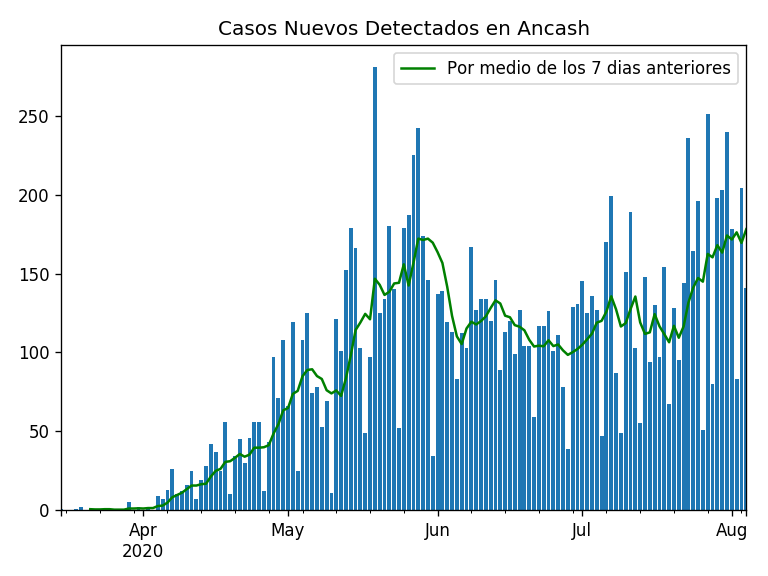 Casos Nuevos Detectados en Ancash
Por medio de los 7 dias anteriores
250
200
150
100
50
0
Apr
2020
May
Jun
Jul
Aug